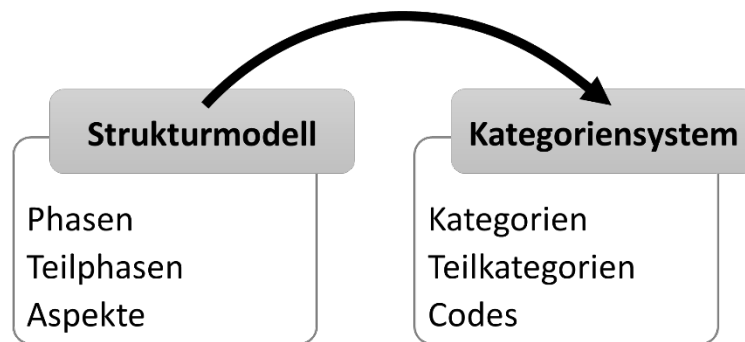 Strukturmodell
Phasen
Teilphasen
Aspekte
Kategoriensystem
Kategorien
Teilkategorien
Codes